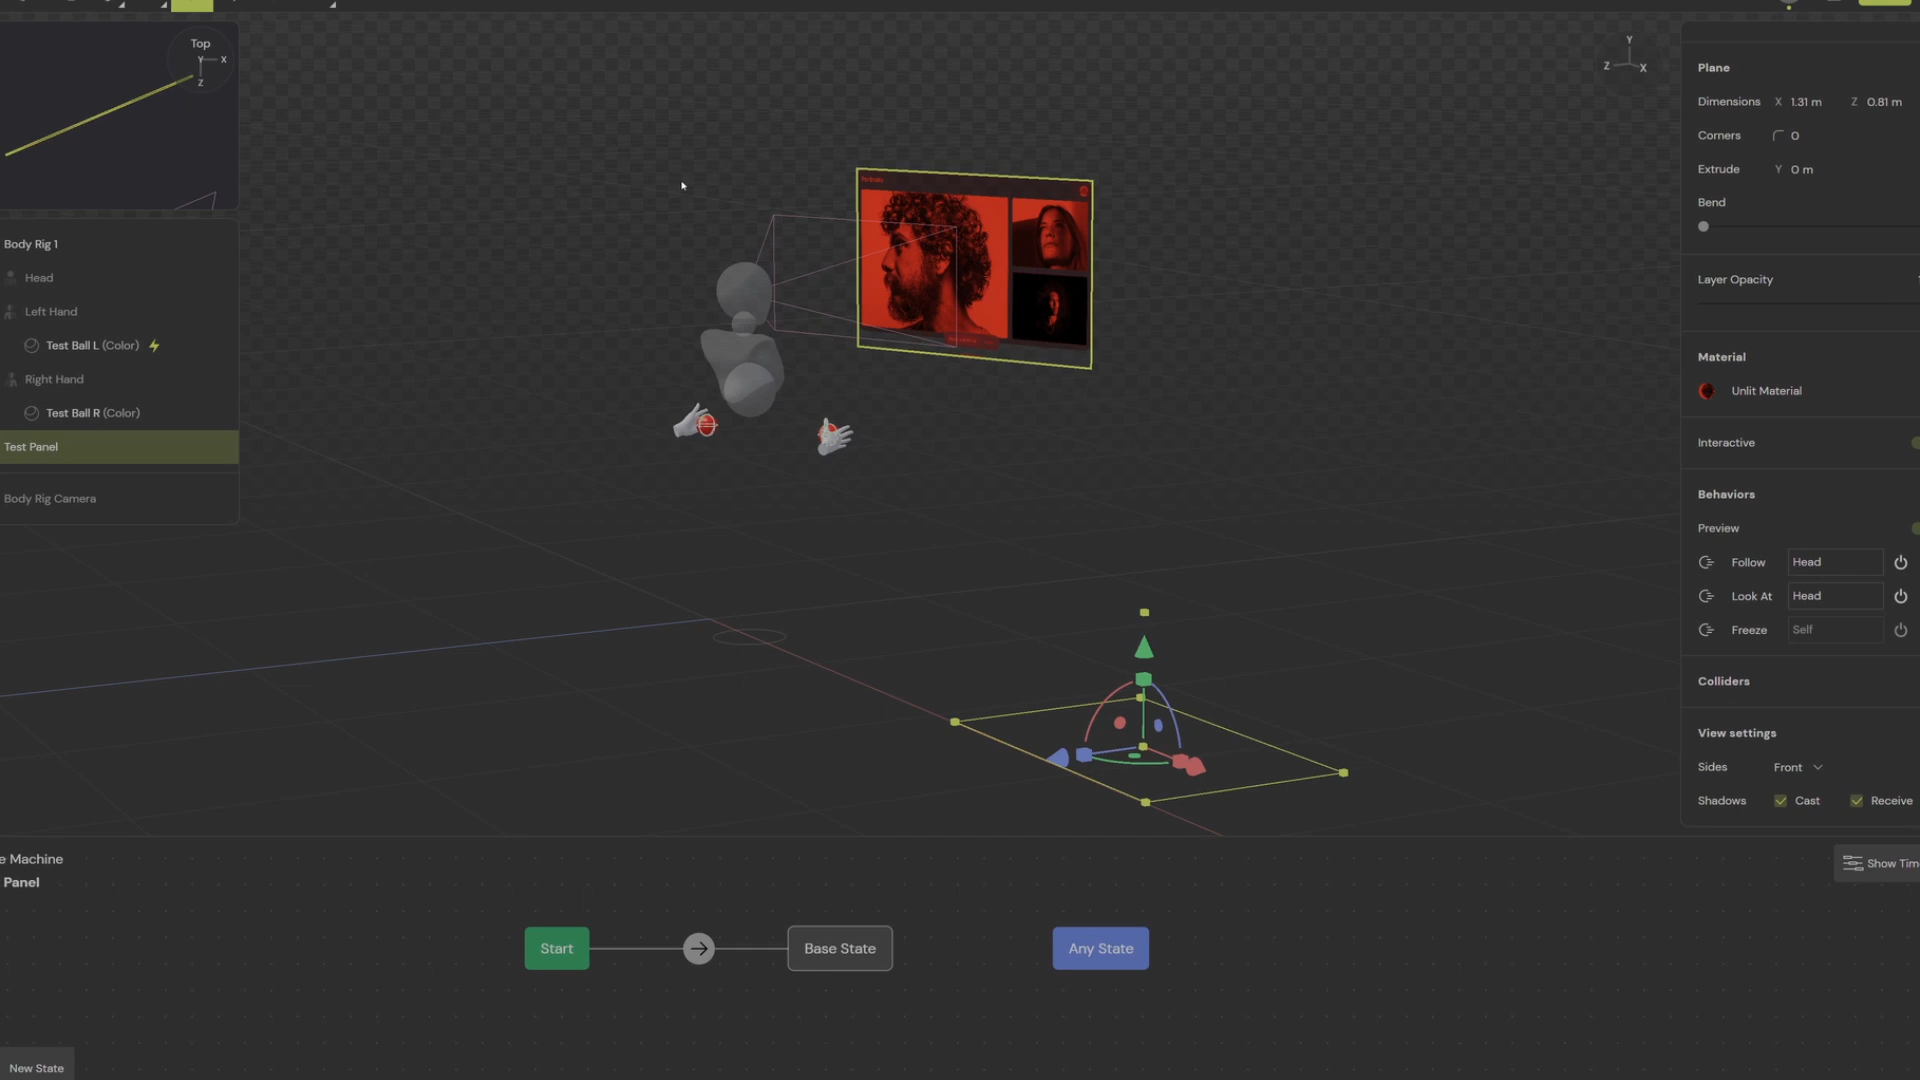 Top
Y X
Z
Y
Z X
Body Rig 1
Head
Left Hand
Test Ball L (Color)
Right Hand
Test Ball R (Color)
Test Panel
Body Rig Camera
Portraits
Plane
Dimensions X 1.31 m Z 0.81 m
Corners 0
Extrude Y 0 m
Bend
Layer Opacity
Material
Unlit Material
Interactive
Behaviors
Preview
Follow Head
Look At Head
Freeze Self
Colliders
View settings
Sides Front
Shadows Cast Receive
e Machine
Panel
Show Tim
Start
Base State
Any State
New State